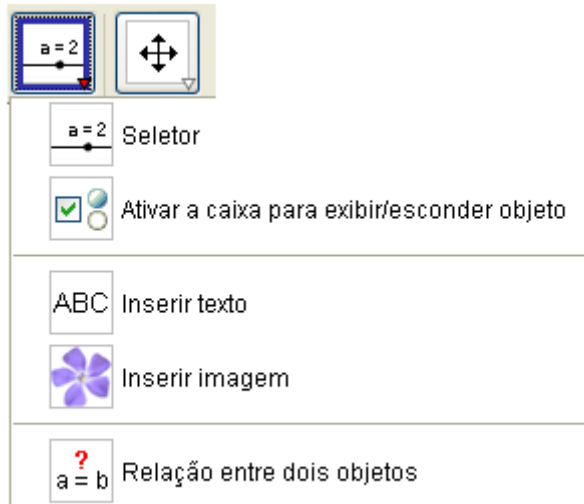 a = 2
a = 2 Seletor
Ativar a caixa para exibir/esconder objeto
ABC Inserir texto
Inserir imagem
?
a = b Relação entre dois objetos